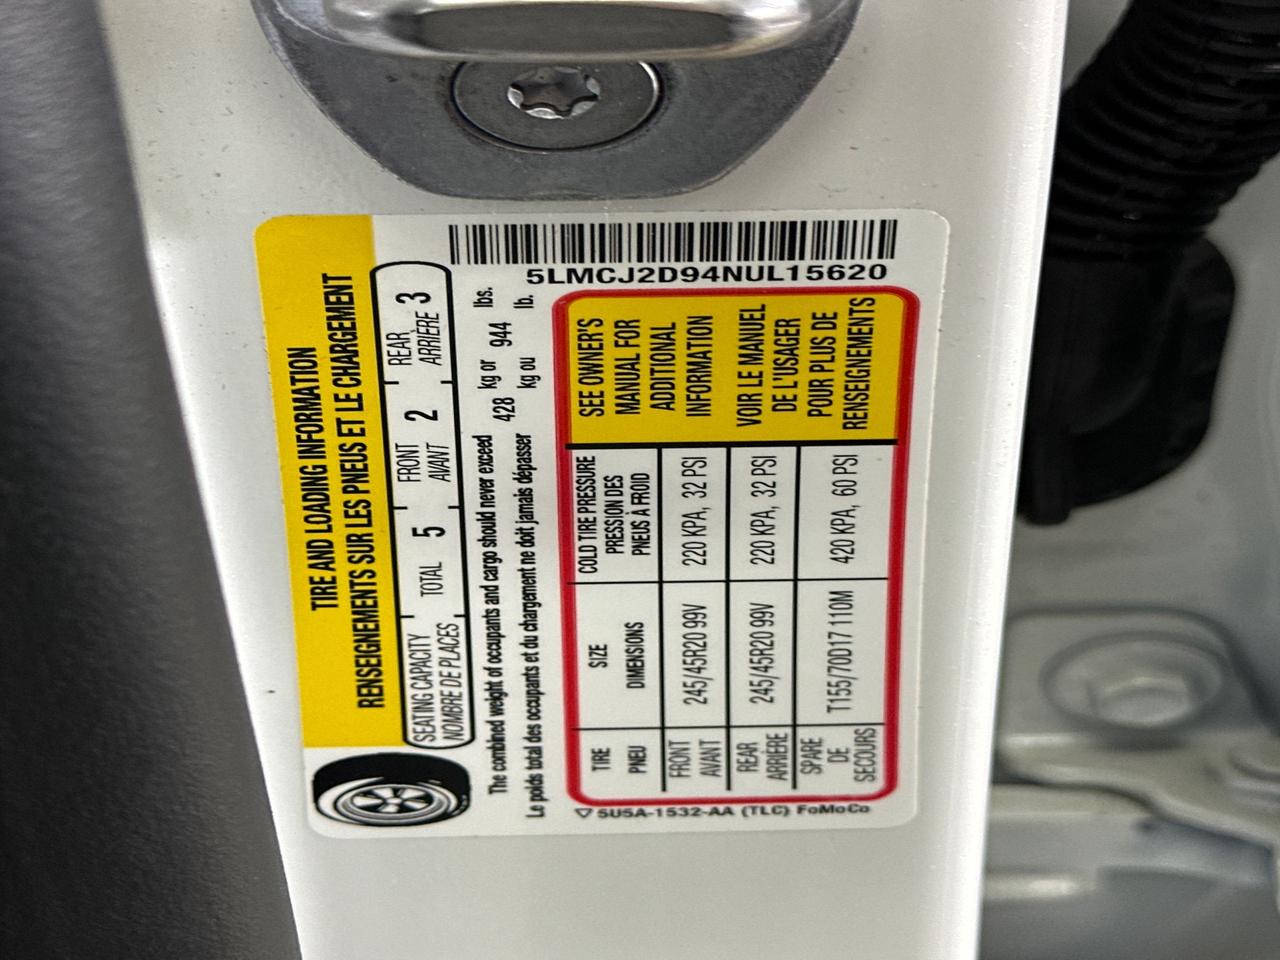 TIRE AND LOADING INFORMATION
RENSEIGNEMENTS SUR LES PNEUS ET LE CHARGEMENT
SEATING CAPACITY TOTAL 5 FRONT 2 REAR 3
NOMBRE DE PLACES AVANT ARRIÈRE
The combined weight of occupants and cargo should never exceed 428 kg or 944 lbs.
Le poids total des occupants et du chargement ne doit jamais dépasser kg ou lb.
5LMCJ2D94NUL15620
TIRE SIZE COLD TIRE PRESSURE
PNEU DIMENSIONS PRESSION DES
PNEUS À FROID
FRONT 245/45R20 99V 220 KPA, 32 PSI
AVANT
REAR 245/45R20 99V 220 KPA, 32 PSI
ARRIÈRE
SPARE T155/70D17 110M 420 KPA, 60 PSI
DE
SECOURS
SEE OWNER'S
MANUAL FOR
ADDITIONAL
INFORMATION
VOIR LE MANUEL
DE L'USAGER
POUR PLUS DE
RENSEIGNEMENTS
5U5A-1532-AA (TLC) FoMoCo